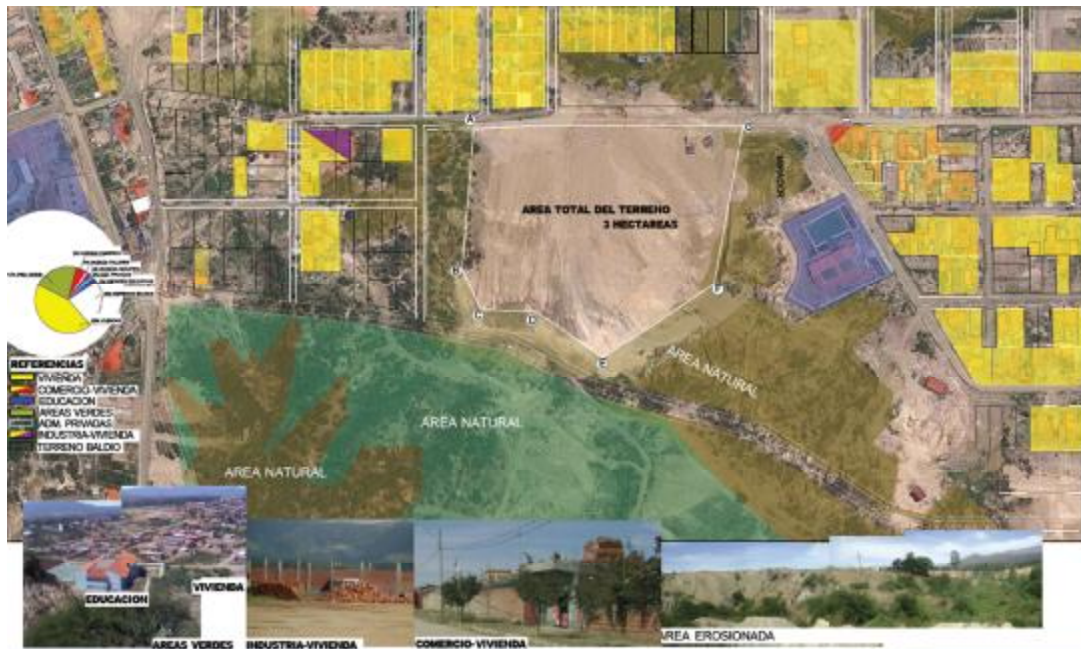 A
G
AREA TOTAL DEL TERRENO
3 HECTAREAS
B
C
D
F
E
AREA NATURAL
AREA NATURAL
AREA NATURAL
REFERENCIAS
VIVIENDA
COMERCIO-VIVIENDA
EDUCACION
AREAS VERDES
ADM. PRIVADAS
INDUSTRIA-VIVIENDA
TERRENO BALDIO
VIVIENDA
EDUCACION
AREAS VERDES
INDUSTRIA-VIVIENDA
COMERCIO-VIVIENDA
AREA EROSIONADA